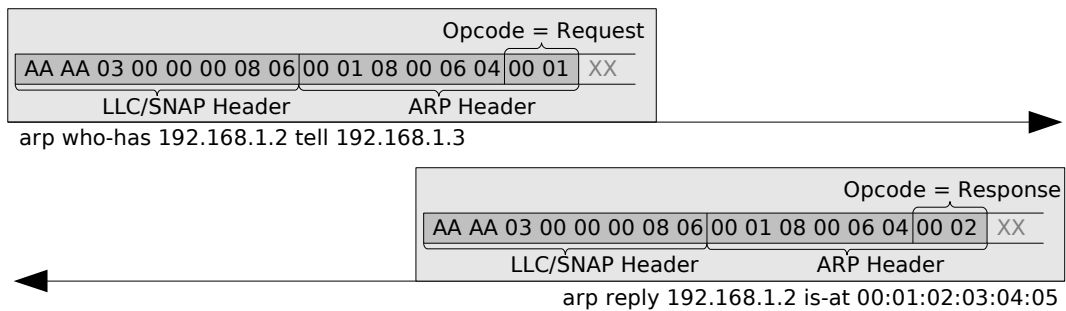 Opcode = Request
AA AA 03 00 00 00 08 06 00 01 08 00 06 04 00 01 XX
LLC/SNAP Header ARP Header
arp who-has 192.168.1.2 tell 192.168.1.3
Opcode = Response
AA AA 03 00 00 00 08 06 00 01 08 00 06 04 00 02 XX
LLC/SNAP Header ARP Header
arp reply 192.168.1.2 is-at 00:01:02:03:04:05